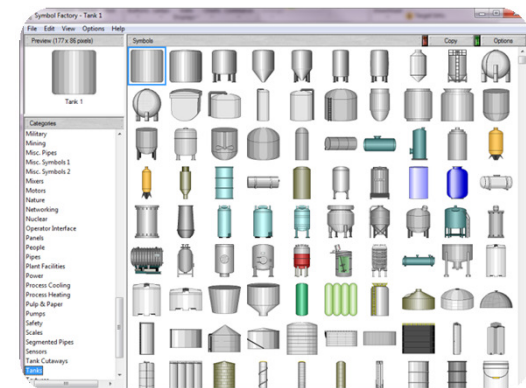 Symbol Factory - Tank 1
File Edit View Options Help
Preview (177 x 86 pixels)
Symbols
Copy
Options
Tank 1
Categories
Military
Mining
Misc. Pipes
Misc. Symbols 1
Misc. Symbols 2
Mixers
Motors
Nature
Networking
Nuclear
Operator Interface
Panels
People
Pipes
Plant Facilities
Power
Process Cooling
Process Heating
Pulp & Paper
Pumps
Safety
Scales
Segmented Pipes
Sensors
Tank Cutaways
Tanks